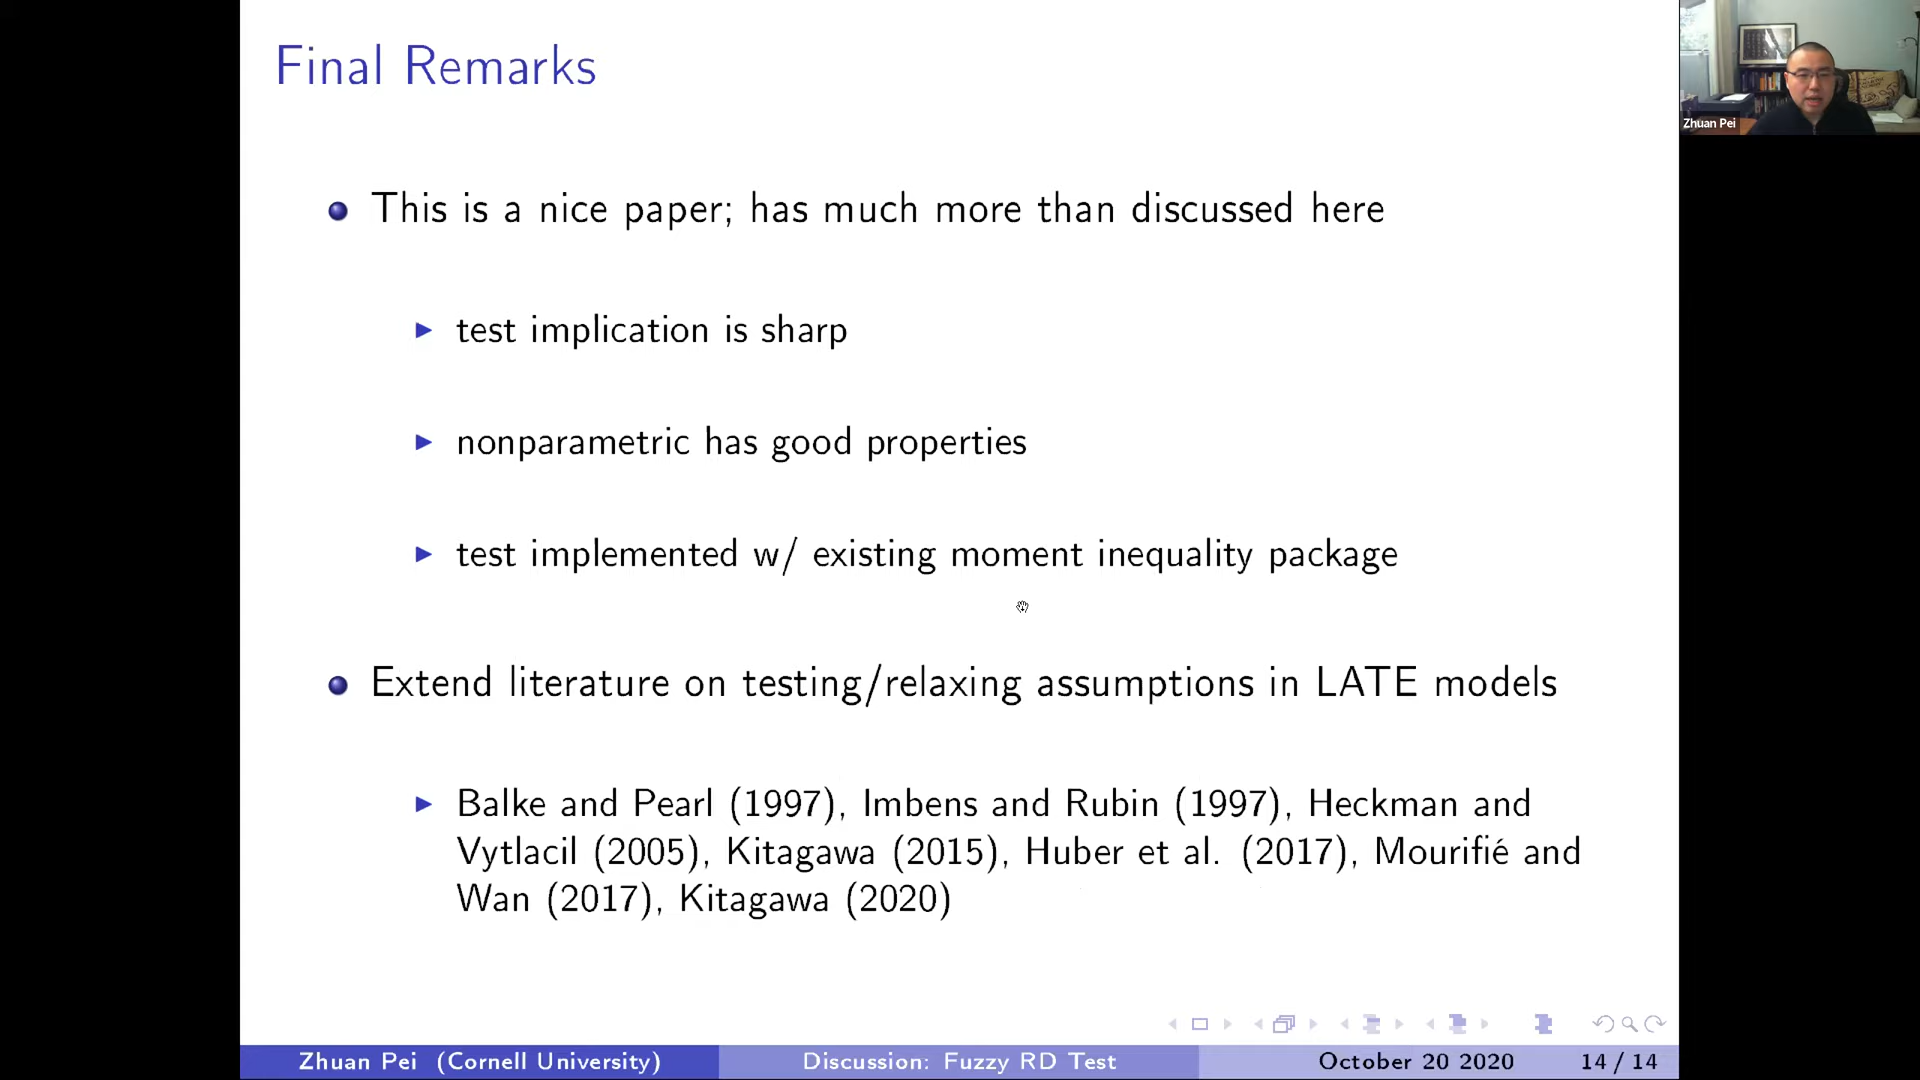 Final Remarks
Zhuan Pei
This is a nice paper; has much more than discussed here
test implication is sharp
nonparametric has good properties
test implemented w/ existing moment inequality package
Extend literature on testing/relaxing assumptions in LATE models
Balke and Pearl (1997), Imbens and Rubin (1997), Heckman and
Vytlacil (2005), Kitagawa (2015), Huber et al. (2017), Mourifié and
Wan (2017), Kitagawa (2020)
Zhuan Pei (Cornell University)
Discussion: Fuzzy RD Test
October 20 2020
14 / 14